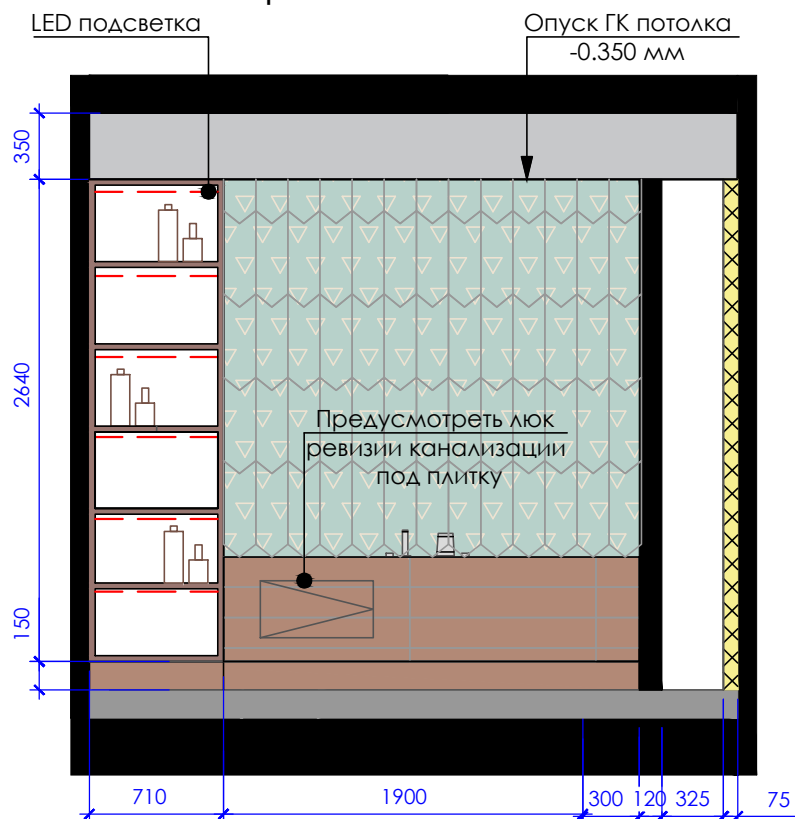 LED подсветка
Опуск ГК потолка
-0.350 мм
350
2640
Предусмотреть люк
ревизии канализации
под плитку
150
710
1900
300
120
325
75